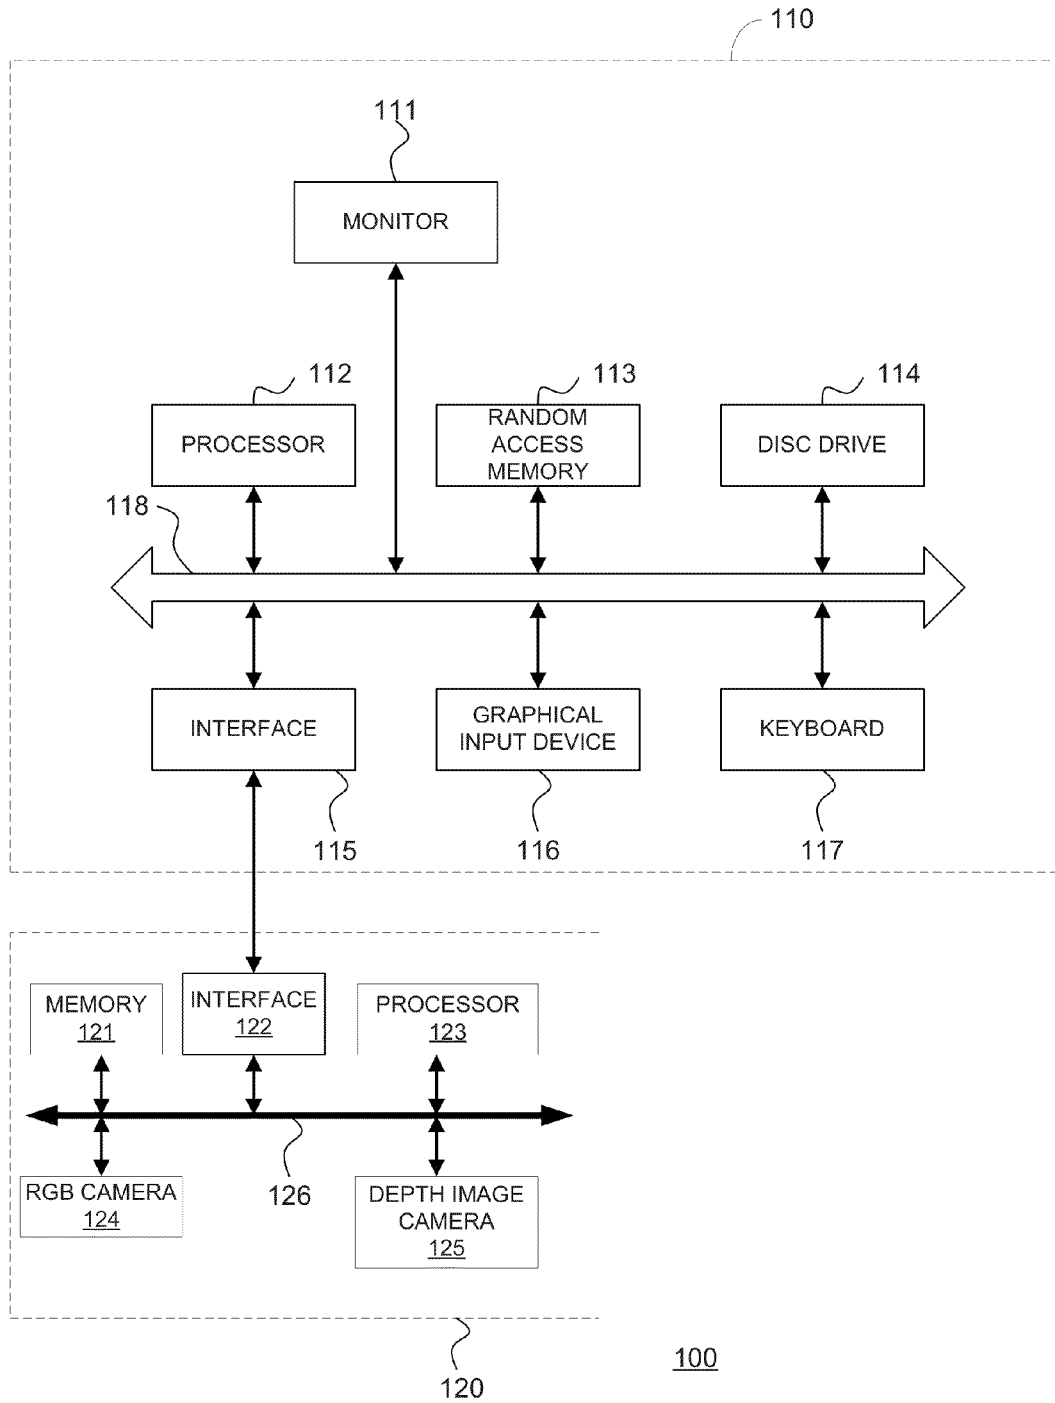 110
111
MONITOR
112
113
114
PROCESSOR
RANDOM
ACCESS
MEMORY
DISC DRIVE
118
INTERFACE
GRAPHICAL
INPUT DEVICE
KEYBOARD
115
116
117
MEMORY
121
INTERFACE
122
PROCESSOR
123
RGB CAMERA
124
126
DEPTH IMAGE
CAMERA
125
120
100